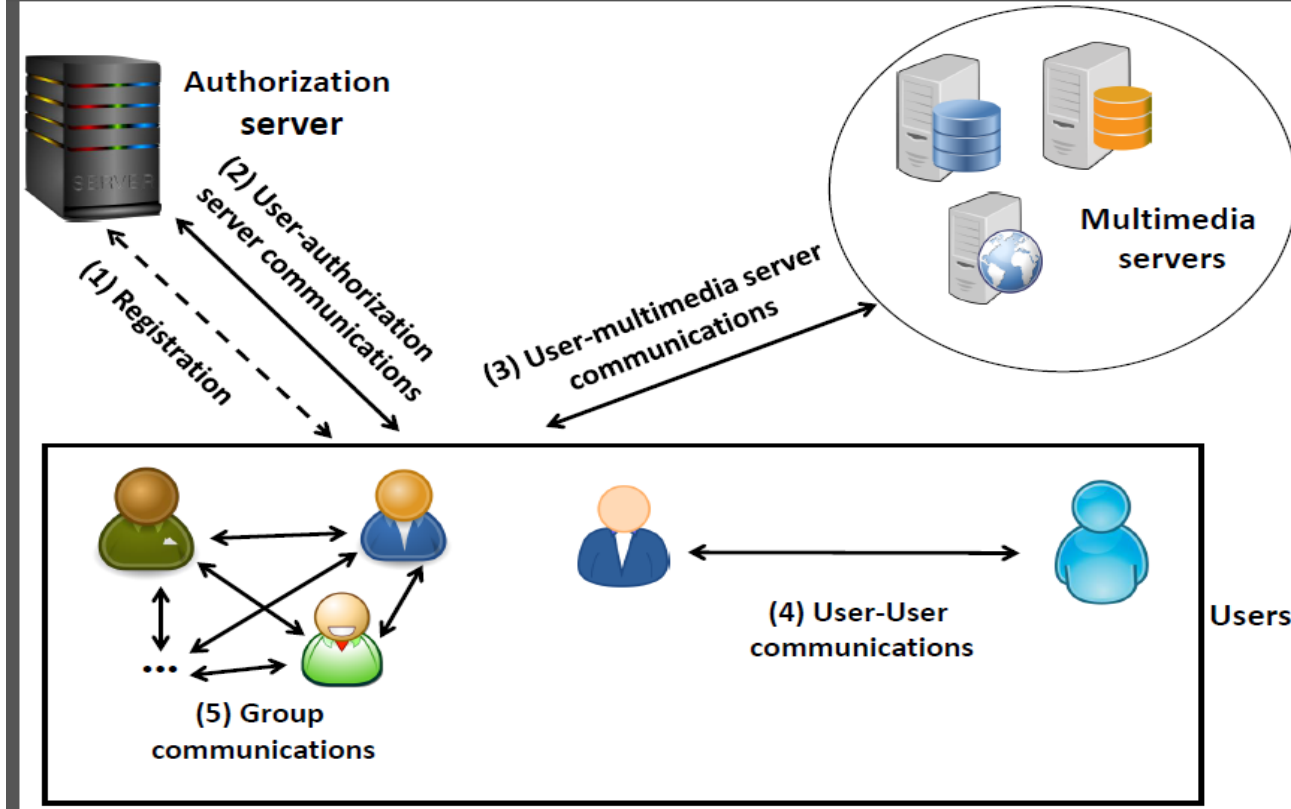 Authorization
server
SERVER
(2) User-authorization
server communications
(1) Registration
(3) User-multimedia server
communications
Multimedia
servers
(4) User-User
communications
Users
(5) Group
communications